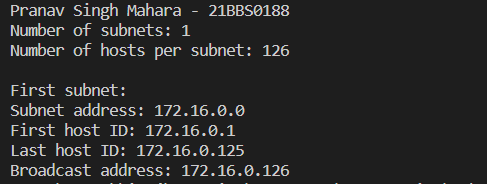 Pranav Singh Mahara - 21BBS0188
Number of subnets: 1
Number of hosts per subnet: 126
First subnet:
Subnet address: 172.16.0.0
First host ID: 172.16.0.1
Last host ID: 172.16.0.125
Broadcast address: 172.16.0.126